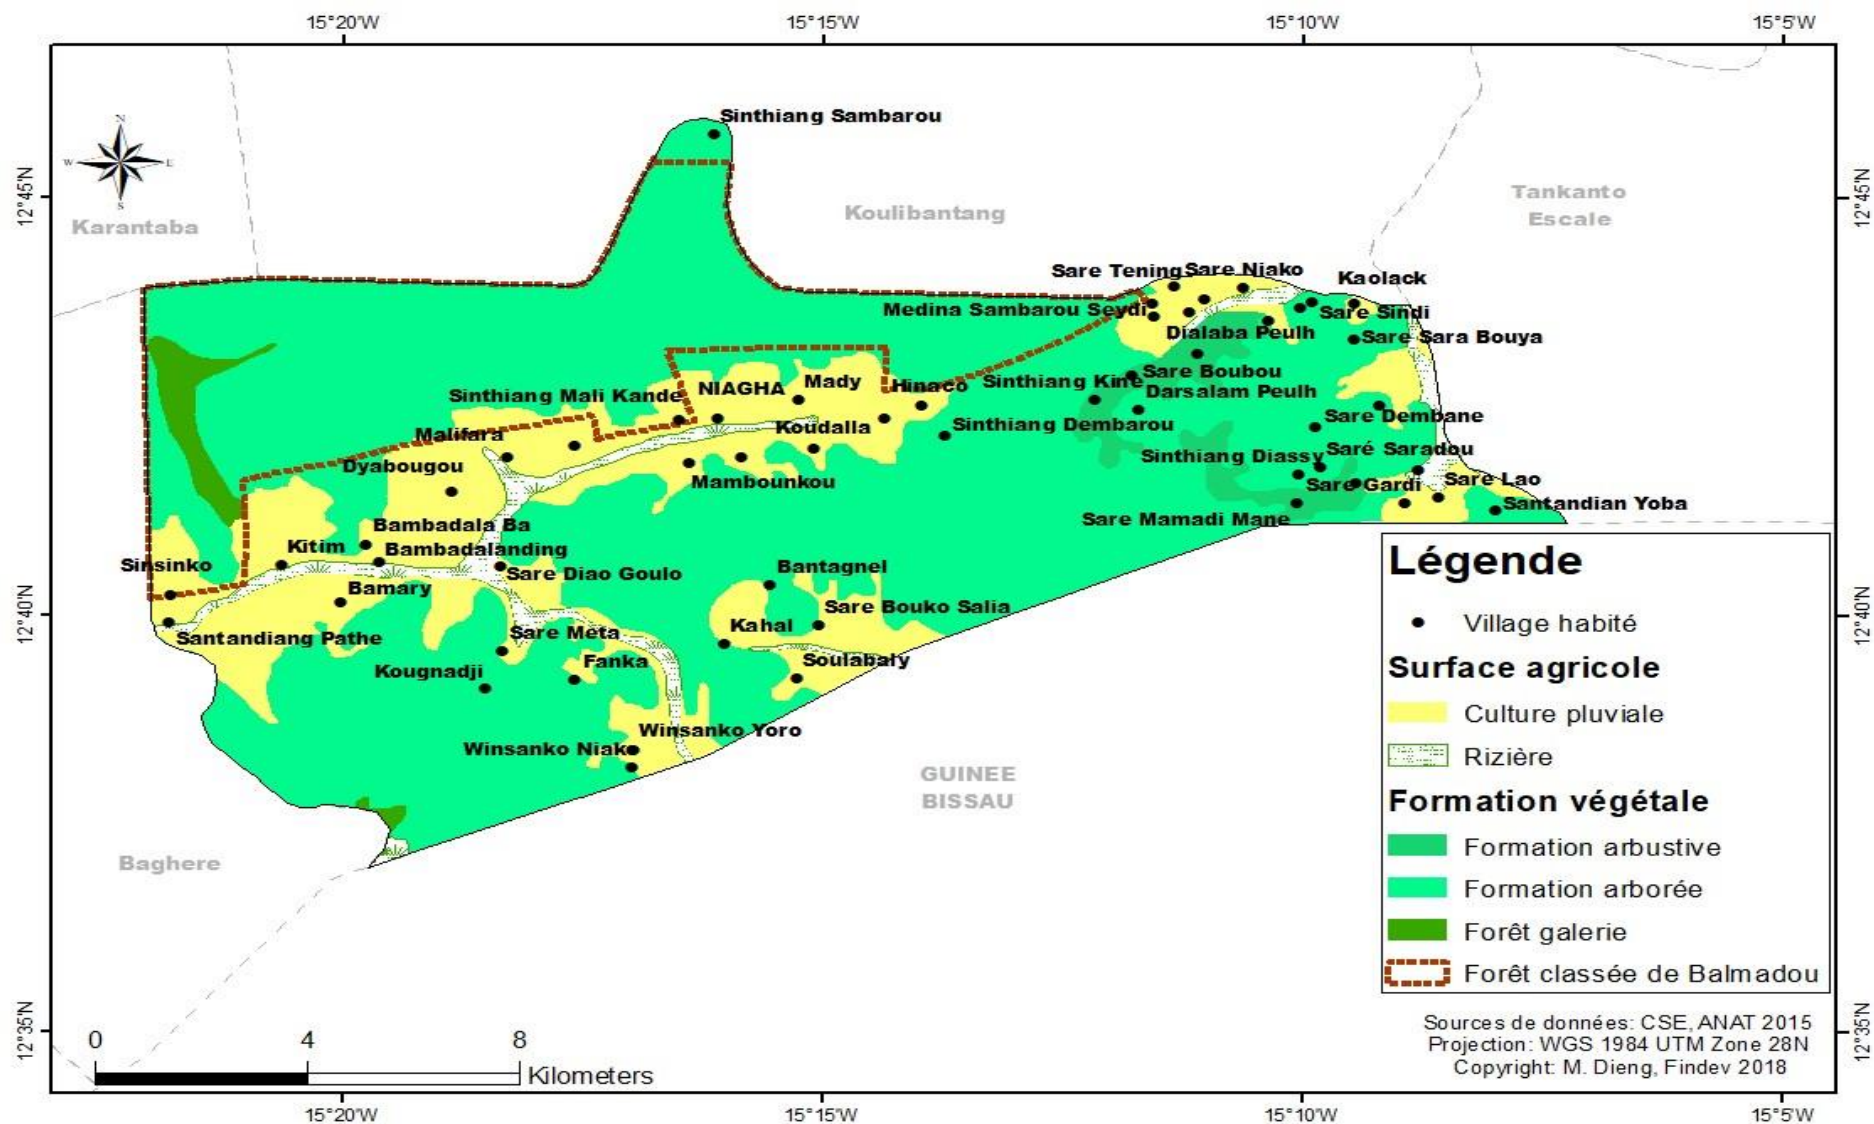 15°20'W
15°15'W
15°10'W
15°5'W
N
W
E
S
12°45'N
12°45'N
Karantaba
Koulibantang
Tankanto
Escale
Sinthiang Sambarou
Sare Tening
Sare Niako
Kaolack
Medina Sambarou Seydi
Sare Sindi
Dialaba Peulh
Sare Sara Bouya
Sinthiang Mali Kande
NIAGHA
Mady
Hinaco
Sinthiang Kine
Sare Boubou
Darsalam Peulh
Malifara
Koudalla
Sinthiang Dembarou
Sare Dembane
Dyabougou
Mambounkou
Sinthiang Diassy
Saré Saradou
Sare Gardi
Sare Lao
Santandian Yoba
Sare Mamadi Mane
Bambadala Ba
Kitim
Bambadalanding
Sinsinko
Sare Diao Goulo
Bamary
Bantagnel
Sare Bouko Salia
Santandiang Pathe
Sare Meta
Kahal
Kougnadji
Fanka
Soulabaly
Winsanko Yoro
Winsanko Niako
12°40'N
12°40'N
GUINEE
BISSAU
Baghere
Légende
Village habité
Surface agricole
Culture pluviale
Rizière
Formation végétale
Formation arbustive
Formation arborée
Forêt galerie
Forêt classée de Balmadou
Sources de données: CSE, ANAT 2015
Projection: WGS 1984 UTM Zone 28N
Copyright: M. Dieng, Findev 2018
12°35'N
12°35'N
0 4 8
Kilometers
15°20'W
15°15'W
15°10'W
15°5'W